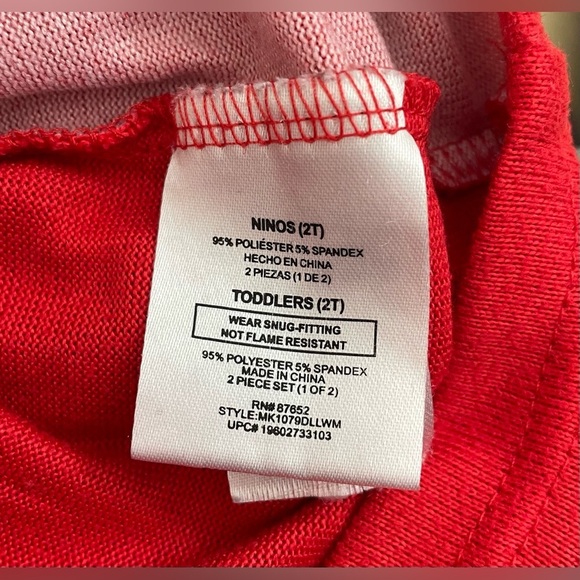 NINOS (2T)
95% POLIÉSTER 5% SPANDEX
HECHO EN CHINA
2 PIEZAS (1 DE 2)
TODDLERS (2T)
WEAR SNUG-FITTING
NOT FLAME RESISTANT
95% POLYESTER 5% SPANDEX
MADE IN CHINA
2 PIECE SET (1 OF 2)
RN# 87652
STYLE:MK1079DLLWM
UPC# 19602733103